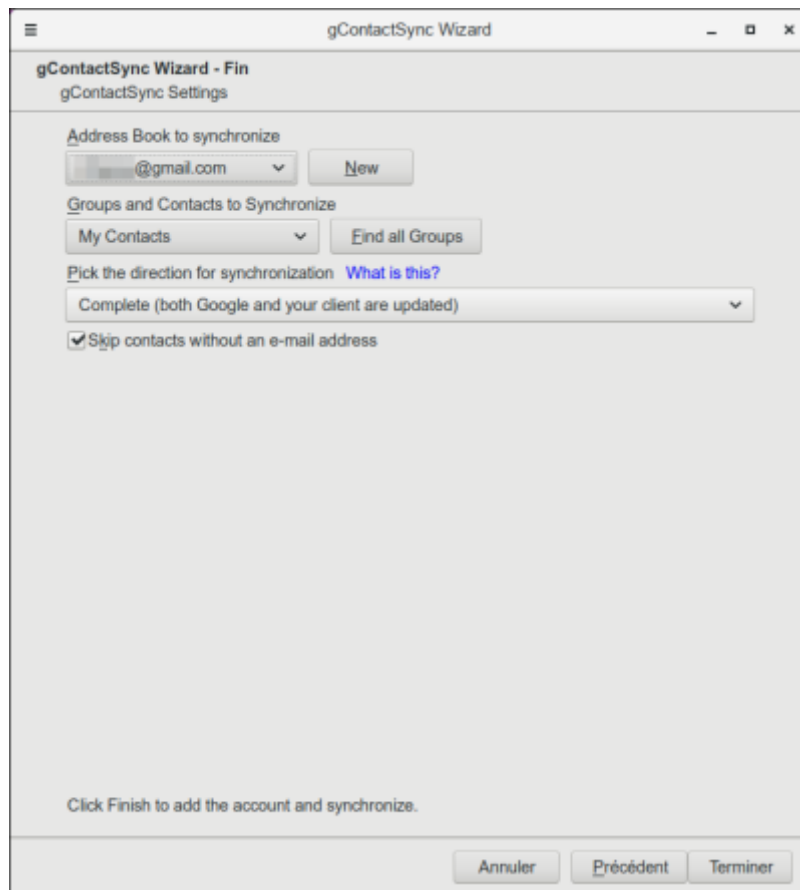 gContactSync Wizard
gContactSync Wizard - Fin
gContactSync Settings
Address Book to synchronize
@gmail.com New
Groups and Contacts to Synchronize
My Contacts Find all Groups
Pick the direction for synchronization What is this?
Complete (both Google and your client are updated)
Skip contacts without an e-mail address
Click Finish to add the account and synchronize.
Annuler Précédent Terminer